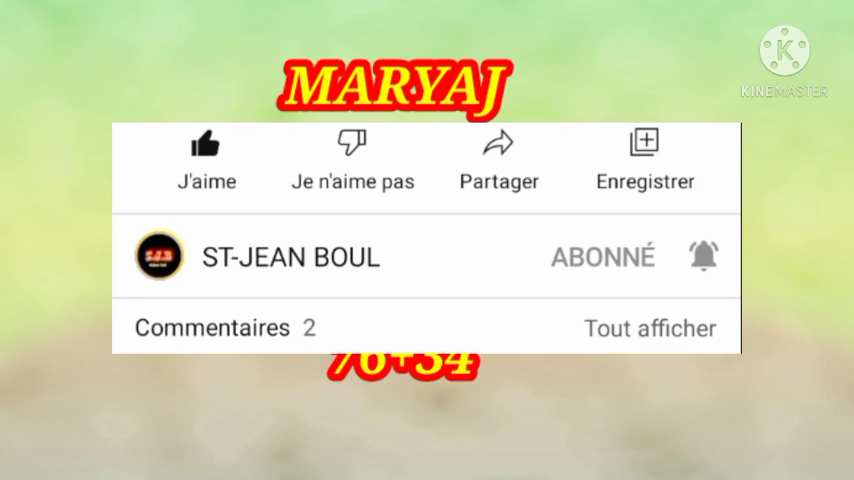 MARYAJ
KINEMASTER
J'aime Je n'aime pas Partager Enregistrer
ST-JEAN BOUL ABONNÉ
Commentaires 2 Tout afficher
76+34